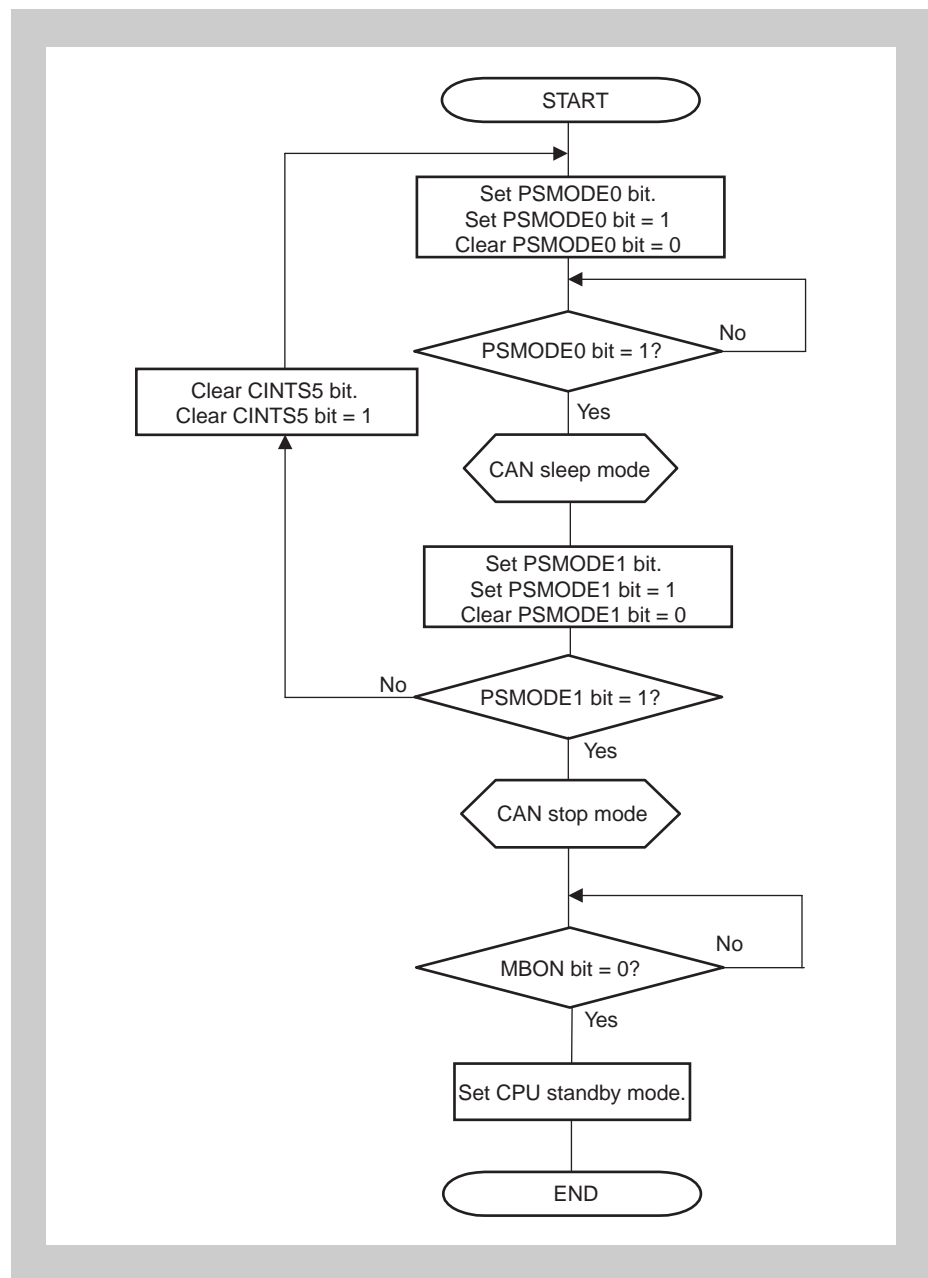 START
Set PSMODE0 bit.
Set PSMODE0 bit = 1
Clear PSMODE0 bit = 0
PSMODE0 bit = 1?
No
Yes
Clear CINTS5 bit.
Clear CINTS5 bit = 1
CAN sleep mode
Set PSMODE1 bit.
Set PSMODE1 bit = 1
Clear PSMODE1 bit = 0
No
PSMODE1 bit = 1?
Yes
CAN stop mode
No
MBON bit = 0?
Yes
Set CPU standby mode.
END